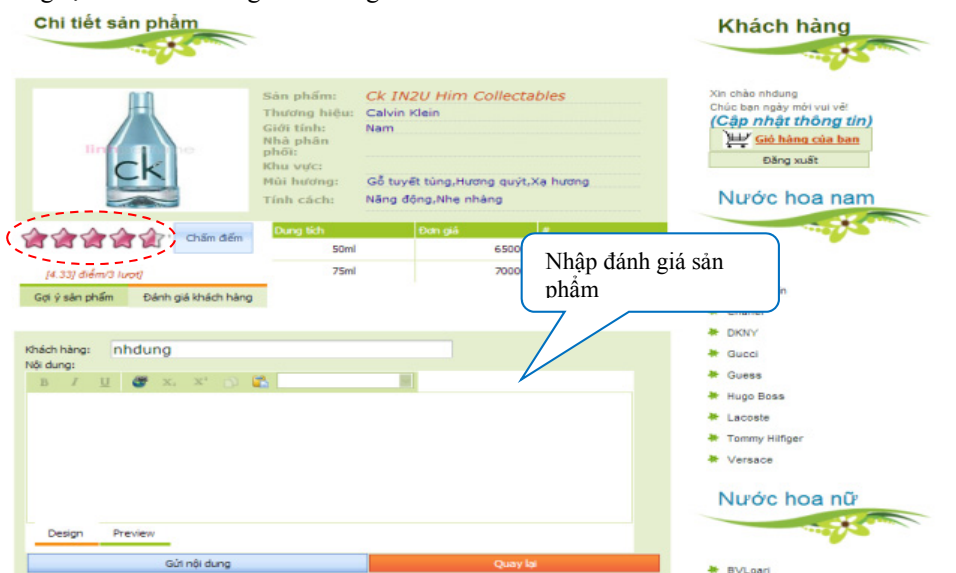 Chi tiết sản phẩm
Sản phẩm: Ck IN2U Him Collectables
Thương hiệu: Calvin Klein
Giới tính: Nam
Nhà phân
phối:
Khu vực:
Mùi hương: Gỗ tuyết tùng,Hương quýt,Xạ hương
Tính cách: Năng động,Nhẹ nhàng
ck
Chấm điểm
[4.33] điểm/3 lượt]
Dung tích Đơn giá #
50ml 6500
75ml 7000
Gợi ý sản phẩm Đánh giá khách hàng
Nhập đánh giá sản
phẩm
Khách hàng: nhdung
Nội dung:
B I U
Design Preview
Gửi nội dung Quay lại
Khách hàng
Xin chào nhdung
Chúc bạn ngày mới vui vẻ!
(Cập nhật thông tin)
Giỏ hàng của bạn
Đăng xuất
Nước hoa nam
Chanel
DKNY
Gucci
Guess
Hugo Boss
Lacoste
Tommy Hilfiger
Versace
Nước hoa nữ
BVLgari